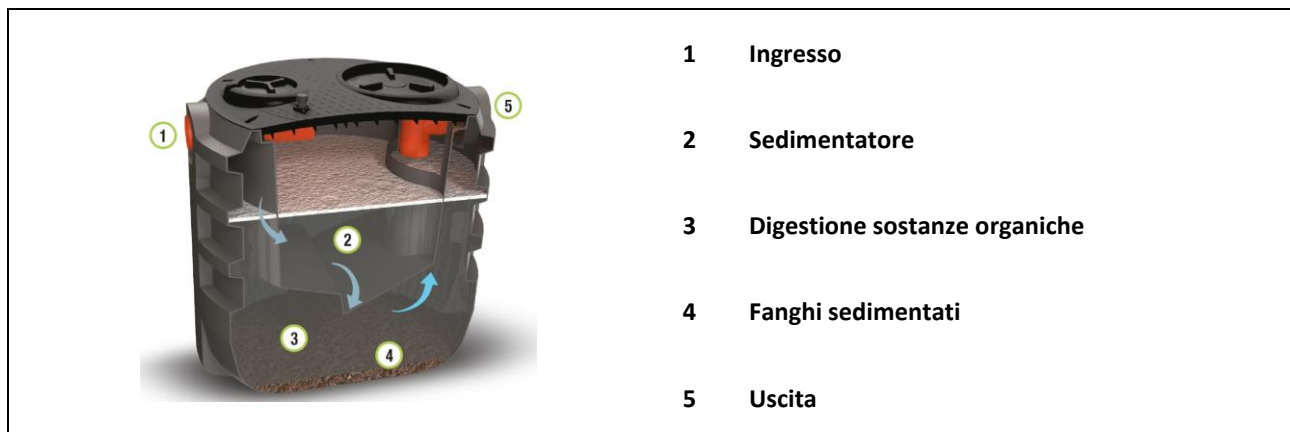 1 Ingresso
2 Sedimentatore
3 Digestione sostanze organiche
4 Fanghi sedimentati
5 Uscita
1
5
2
3
4